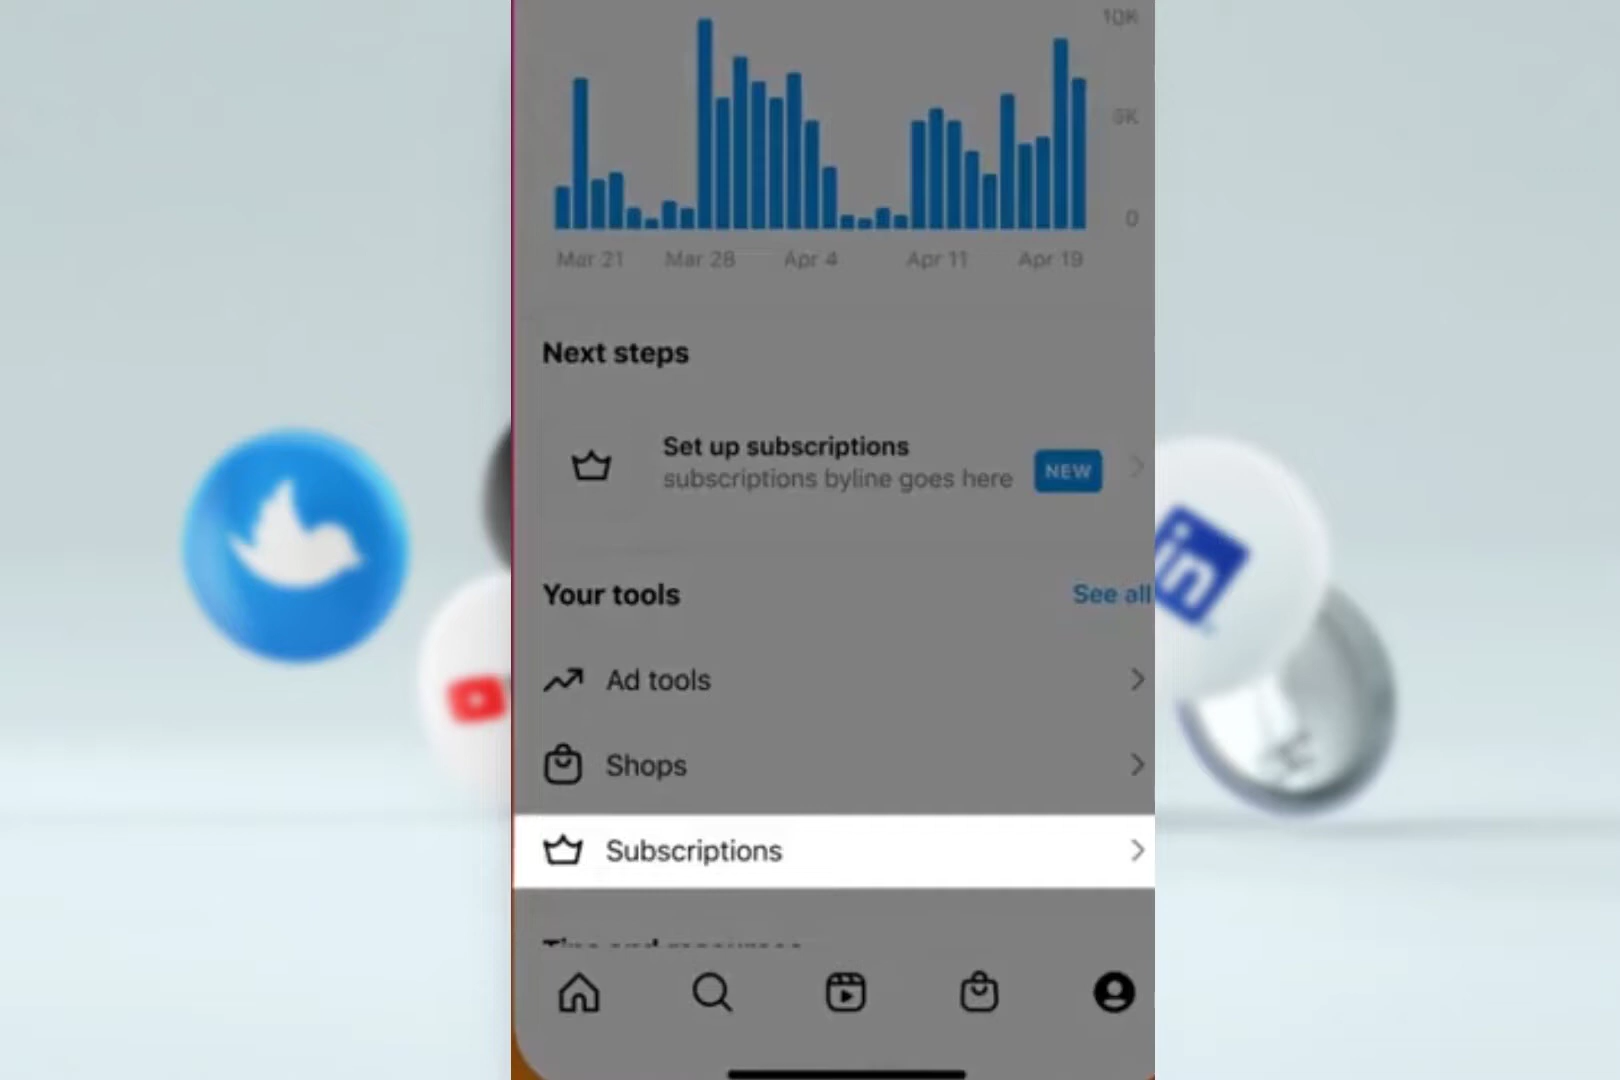 10K
5K
0
Mar 21 Mar 28 Apr 4 Apr 11 Apr 19
Next steps
Set up subscriptions
subscriptions byline goes here
NEW
Your tools See all
Ad tools
Shops
Subscriptions
in